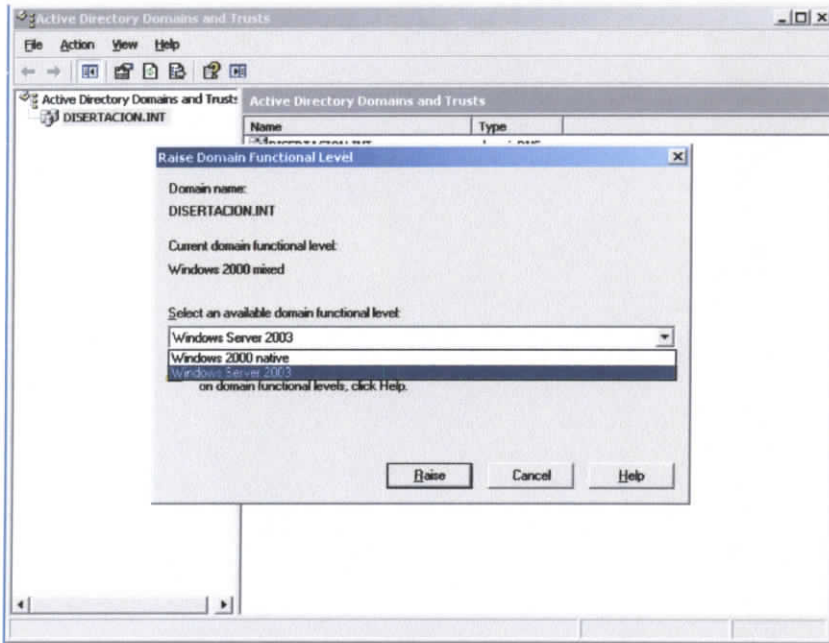 Active Directory Domains and Trusts
File Action View Help
Active Directory Domains and Trusts
DISERTACION.INT
Active Directory Domains and Trusts
Name Type
Raise Domain Functional Level
Domain name:
DISERTACION.INT
Current domain functional level:
Windows 2000 mixed
Select an available domain functional level:
Windows Server 2003
Windows 2000 native
Windows Server 2003
on domain functional levels, click Help.
Raise Cancel Help